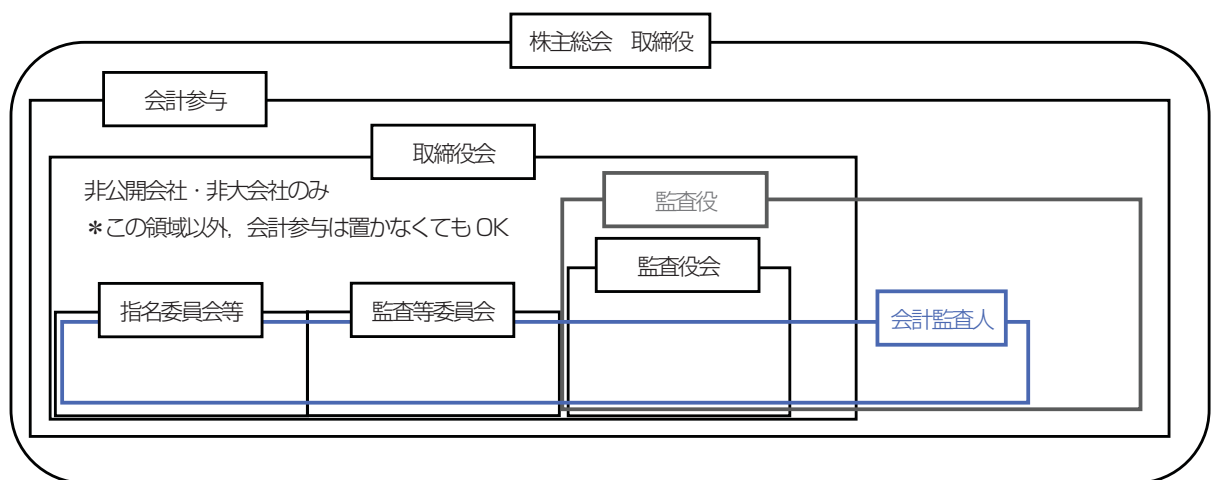 株主総会　取締役
会計参与
取締役会
非公開会社・非大会社のみ
＊この領域以外，会計参与は置かなくても OK
監査役
監査役会
指名委員会等
監査等委員会
会計監査人